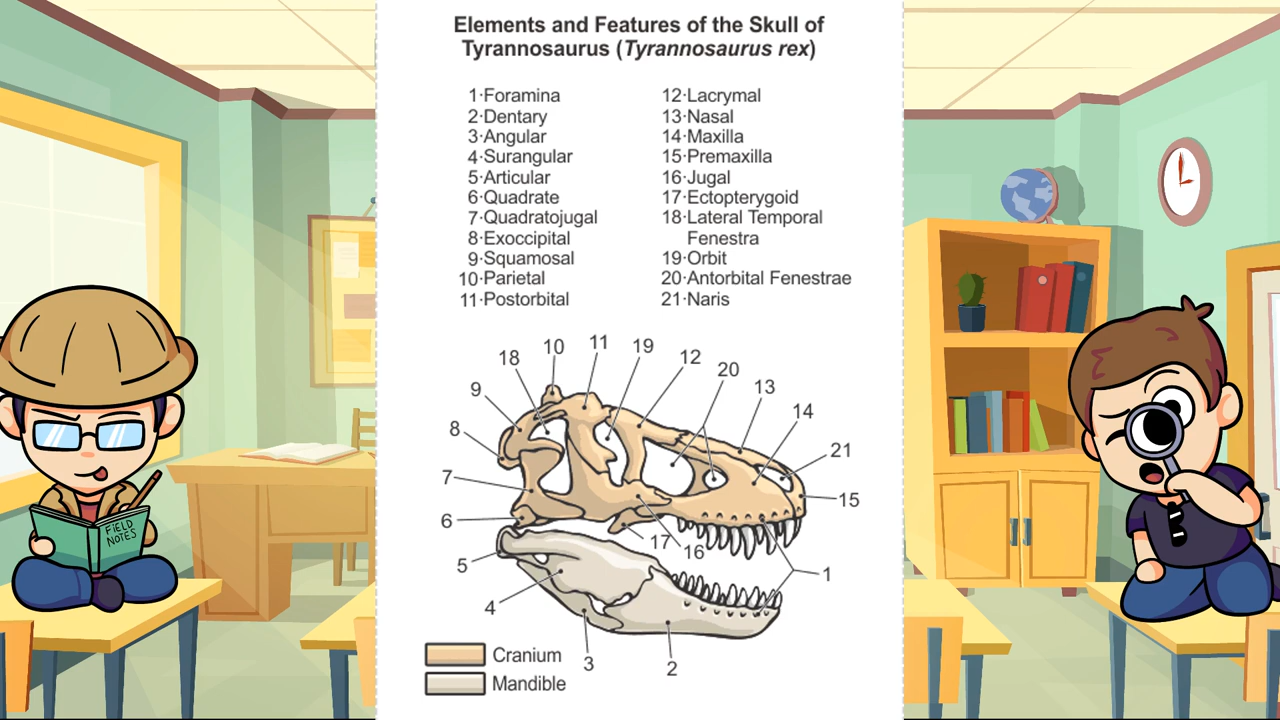 Elements and Features of the Skull of
Tyrannosaurus (Tyrannosaurus rex)
1·Foramina
2·Dentary
3·Angular
4·Surangular
5·Articular
6·Quadrate
7·Quadratojugal
8·Exoccipital
9·Squamosal
10·Parietal
11·Postorbital
12·Lacrymal
13·Nasal
14·Maxilla
15·Premaxilla
16·Jugal
17·Ectopterygoid
18·Lateral Temporal
Fenestra
19·Orbit
20·Antorbital Fenestrae
21·Naris
18
10
11
19
12
20
13
14
21
15
9
8
7
6
5
17
16
1
4
3
2
Cranium
Mandible
FIELD
NOTES